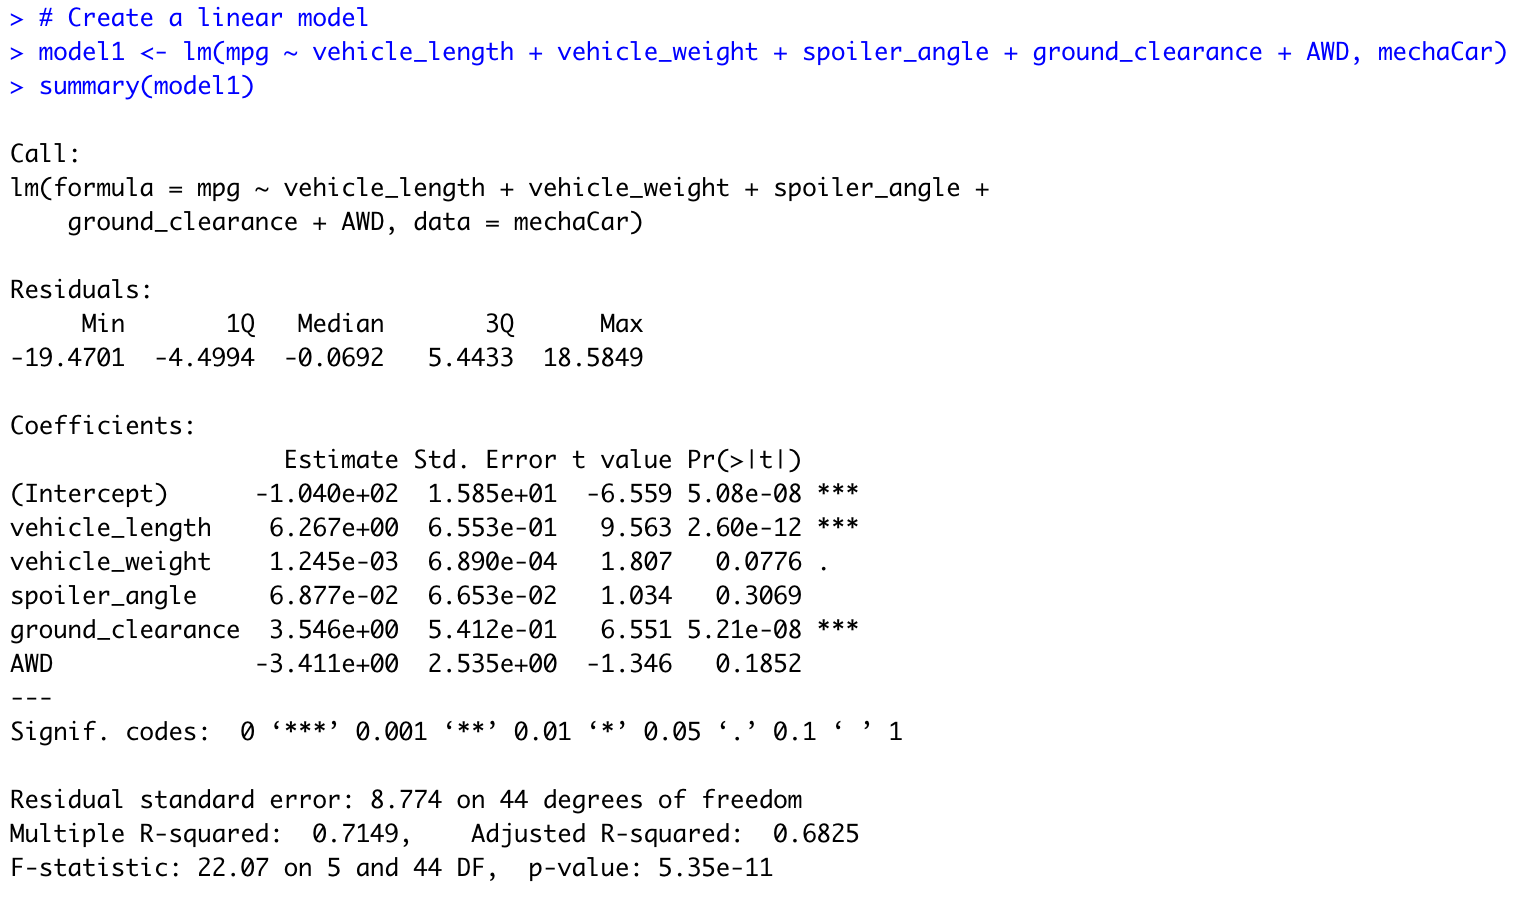 > # Create a linear model
> model1 <- lm(mpg ~ vehicle_length + vehicle_weight + spoiler_angle + ground_clearance + AWD, mechaCar)
> summary(model1)

Call:
lm(formula = mpg ~ vehicle_length + vehicle_weight + spoiler_angle +
    ground_clearance + AWD, data = mechaCar)

Residuals:
     Min       1Q   Median       3Q      Max
-19.4701  -4.4994  -0.0692   5.4433  18.5849

Coefficients:
                   Estimate Std. Error t value Pr(>|t|)
(Intercept)      -1.040e+02  1.585e+01  -6.559 5.08e-08 ***
vehicle_length    6.267e+00  6.553e-01   9.563 2.60e-12 ***
vehicle_weight    1.245e-03  6.890e-04   1.807   0.0776 .
spoiler_angle     6.877e-02  6.653e-02   1.034   0.3069
ground_clearance  3.546e+00  5.412e-01   6.551 5.21e-08 ***
AWD              -3.411e+00  2.535e+00  -1.346   0.1852
---
Signif. codes:  0 ‘***’ 0.001 ‘**’ 0.01 ‘*’ 0.05 ‘.’ 0.1 ‘ ’ 1

Residual standard error: 8.774 on 44 degrees of freedom
Multiple R-squared:  0.7149,    Adjusted R-squared:  0.6825
F-statistic: 22.07 on 5 and 44 DF,  p-value: 5.35e-11